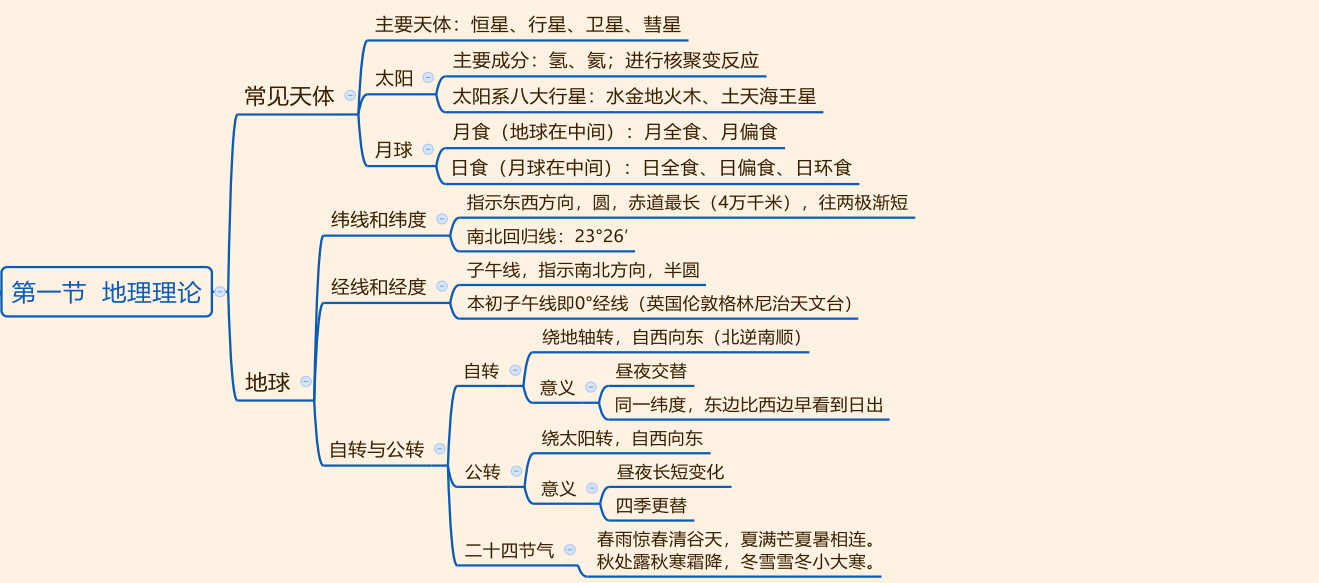 第一节 地理理论
常见天体
主要天体：恒星、行星、卫星、彗星
太阳
主要成分：氢、氦；进行核聚变反应
太阳系八大行星：水金地火木、土天海王星
月球
月食（地球在中间）：月全食、月偏食
日食（月球在中间）：日全食、日偏食、日环食
地球
纬线和纬度
指示东西方向，圆，赤道最长（4万千米），往两极渐短
南北回归线：23°26′
经线和经度
子午线，指示南北方向，半圆
本初子午线即0°经线（英国伦敦格林尼治天文台）
自转与公转
自转
绕地轴转，自西向东（北逆南顺）
意义
昼夜交替
同一纬度，东边比西边早看到日出
公转
绕太阳转，自西向东
意义
昼夜长短变化
四季更替
二十四节气
春雨惊春清谷天，夏满芒夏暑相连。
秋处露秋寒霜降，冬雪雪冬小大寒。